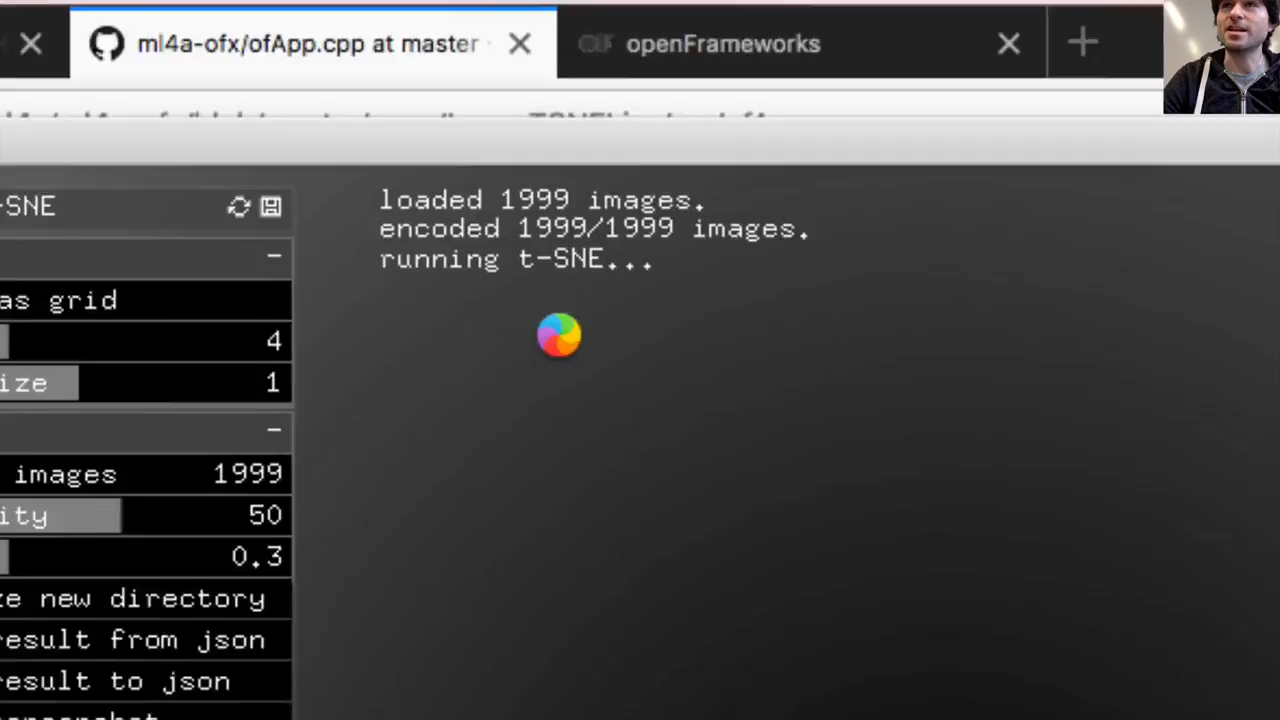 ml4a-ofx/ofApp.cpp at master
openFrameworks
-SNE
loaded 1999 images.
encoded 1999/1999 images.
running t-SNE...
as grid
4
ize 1
images 1999
ity 50
0.3
ze new directory
result from json
result to json